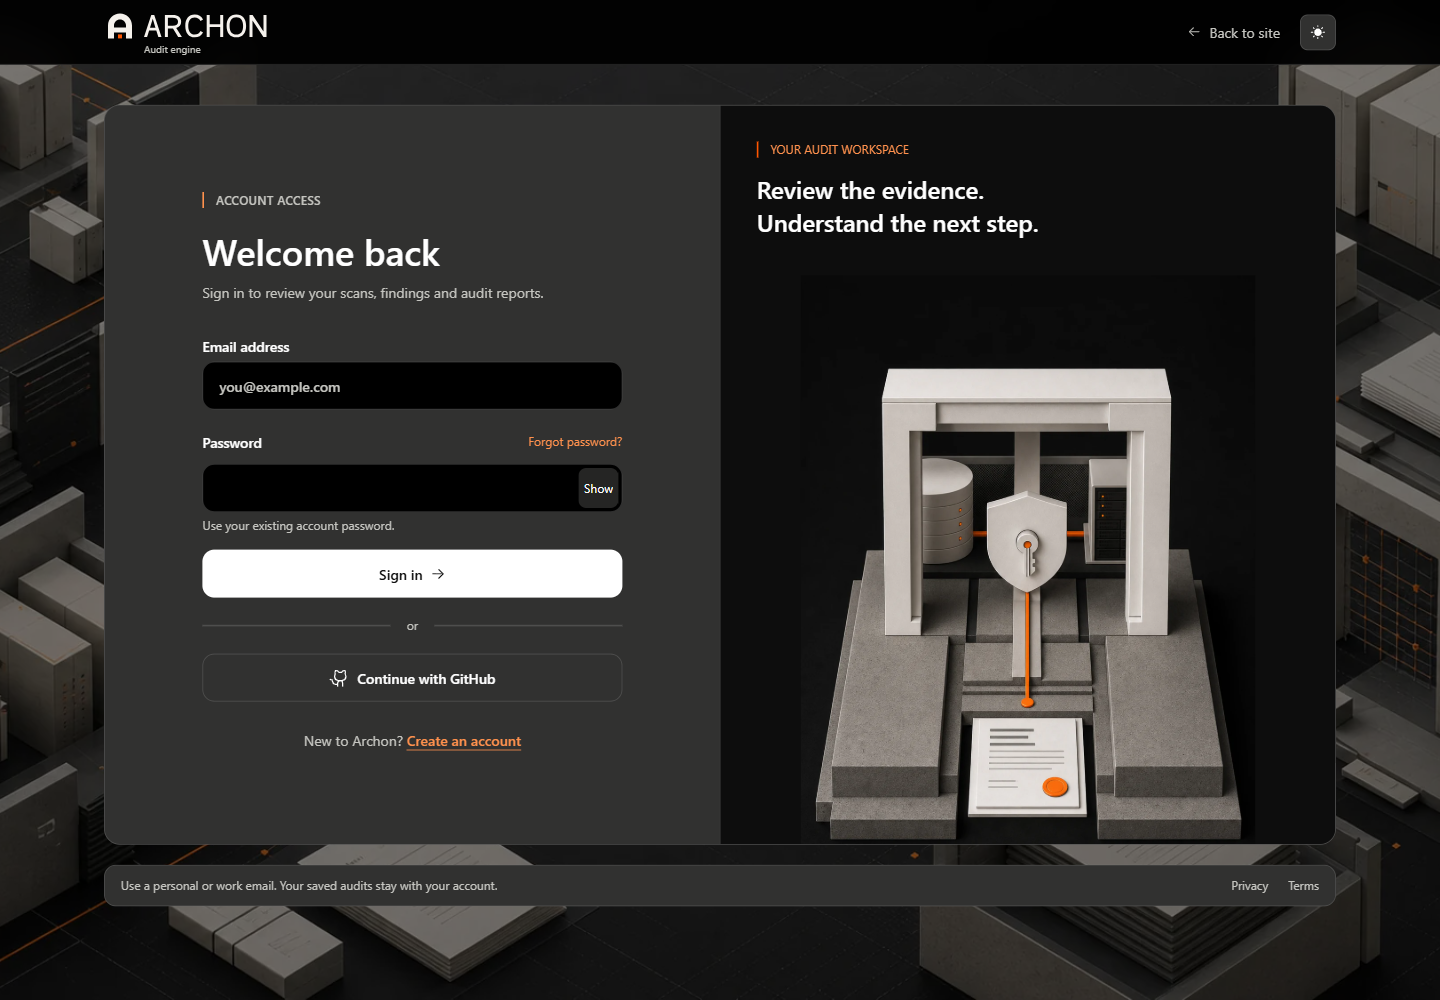 ARCHON
Audit engine
Back to site
ACCOUNT ACCESS
Welcome back
Sign in to review your scans, findings and audit reports.
Email address
you@example.com
Password
Forgot password?
Show
Use your existing account password.
Sign in
or
Continue with GitHub
New to Archon? Create an account
YOUR AUDIT WORKSPACE
Review the evidence.
Understand the next step.
Use a personal or work email. Your saved audits stay with your account.
Privacy
Terms